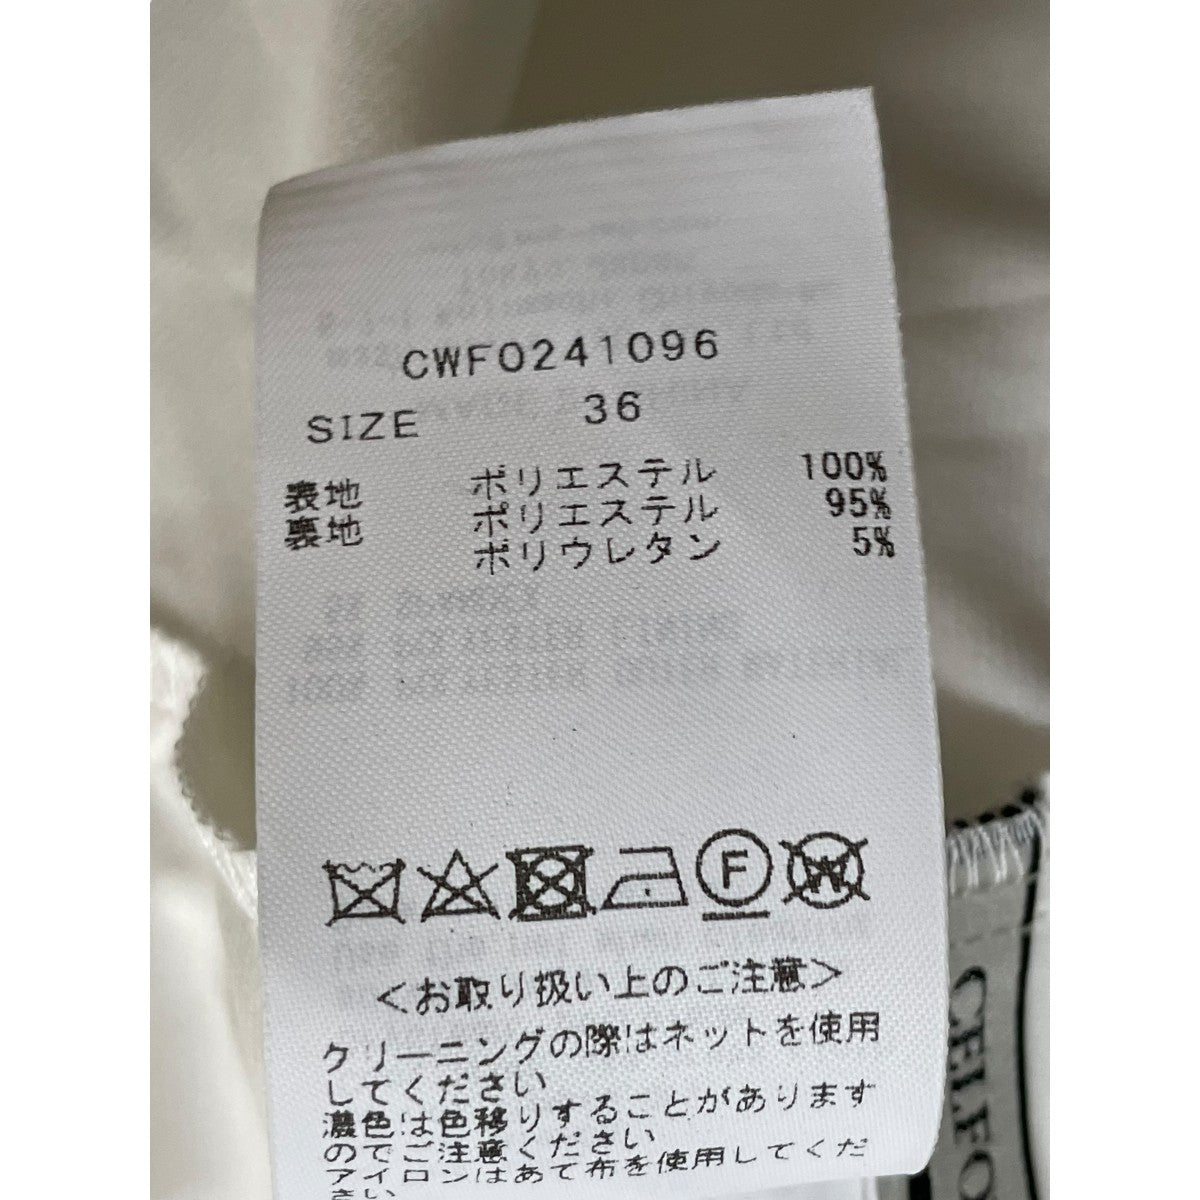 CWFO241096
SIZE 36
表地 ポリエステル 100%
裏地 ポリエステル 95%
ポリウレタン 5%
F
W
<お取り扱い上のご注意>
クリーニングの際はネットを使用
してください
濃色は色移りすることがあります
のでご注意ください
アイロンはあて布を使用してくだ
さい
CELFO